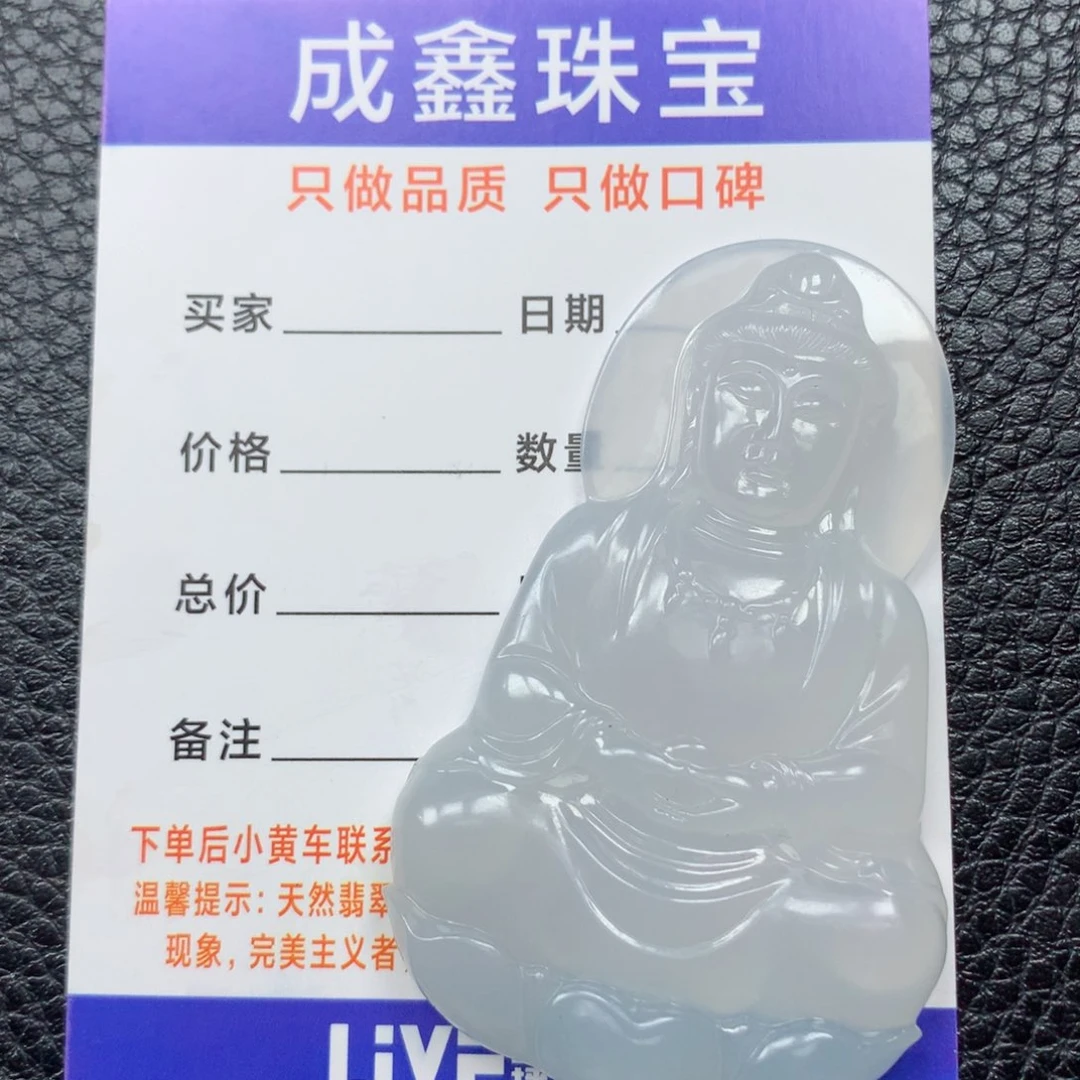 成鑫珠宝
只做品质 只做口碑
买家 日期
价格 数量
总价
备注
下单后小黄车联系
温馨提示：天然翡翠
现象，完美主义者
LiVE